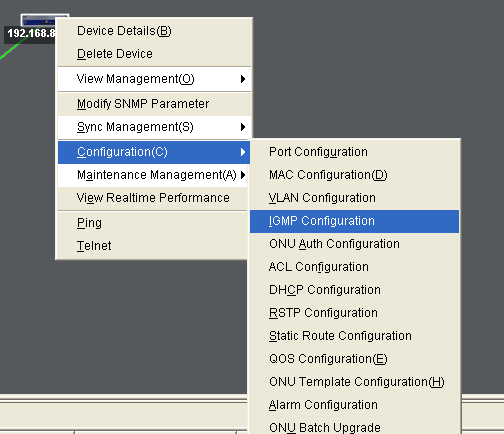 192.168.8
Device Details(B)
Delete Device
View Management(O)
Modify SNMP Parameter
Sync Management(S)
Configuration(C)
Maintenance Management(A)
View Realtime Performance
Ping
Telnet
Port Configuration
MAC Configuration(D)
VLAN Configuration
IGMP Configuration
ONU Auth Configuration
ACL Configuration
DHCP Configuration
RSTP Configuration
Static Route Configuration
QOS Configuration(E)
ONU Template Configuration(H)
Alarm Configuration
ONU Batch Upgrade